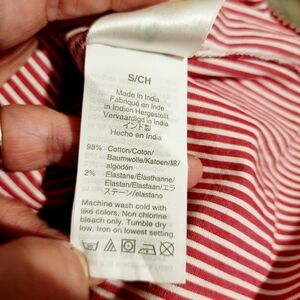 S/CH
Made in India
Fabriqué en Inde
In Indien Hergestellt
Vervaardigd in India
インド製
Hecho en India
98% Cotton/Coton/
Baumwolle/Katoen/綿/
algodón
2% Elastane/Élasthanne/
Elastan/Elastaan/エラ
ステーン/elastano
Machine wash cold with
like colors. Non chlorine
bleach only. Tumble dry
low. Iron on lowest setting.